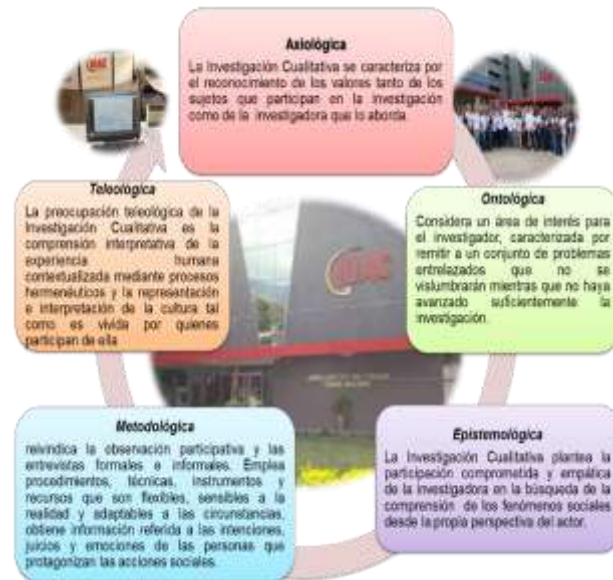 Axiológica
La Investigación Cualitativa se caracteriza por
el reconocimiento de los valores tanto de los
sujetos que participan en la investigación
como de la investigadora que lo aborda.
Ontológica
Considera un área de interés para
el investigador, caracterizada por
remitir a un conjunto de problemas
entrelazados que no se
vislumbrarán mientras que no haya
avanzado suficientemente la
investigación.
Epistemológica
La Investigación Cualitativa plantea la
participación comprometida y empática
de la investigadora en la búsqueda de la
comprensión de los fenómenos sociales
desde la propia perspectiva del actor.
Metodológica
reivindica la observación participativa y las
entrevistas formales e informales. Emplea
procedimientos, técnicas, instrumentos y
recursos que son flexibles, sensibles a la
realidad y adaptables a las circunstancias,
obtiene información referida a las intenciones,
juicios y emociones de las personas que
protagonizan las acciones sociales.
Teleológica
La preocupación teleológica de la
Investigación Cualitativa es la
comprensión interpretativa de la
experiencia humana
contextualizada mediante procesos
hermenéuticos y la representación
e interpretación de la cultura tal
como es vivida por quienes
participan de ella